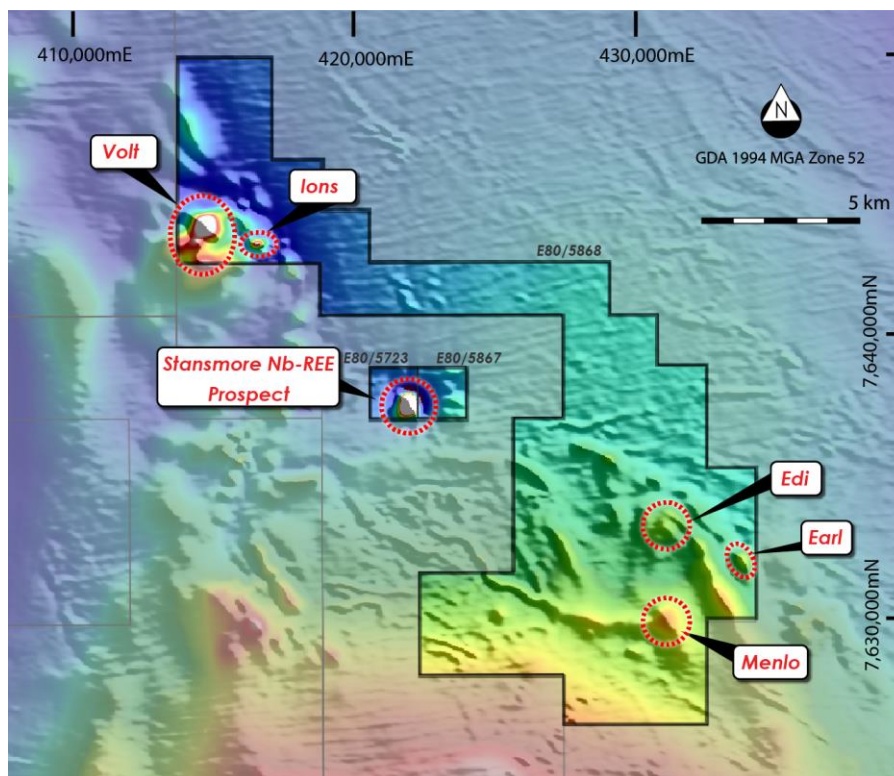 410,000mE
420,000mE
430,000mE
N
GDA 1994 MGA Zone 52
5 km
Volt
Ions
E80/5868
7,640,000mN
E80/5723
E80/5867
Stansmore Nb-REE
Prospect
Edi
Earl
7,630,000mN
Menlo